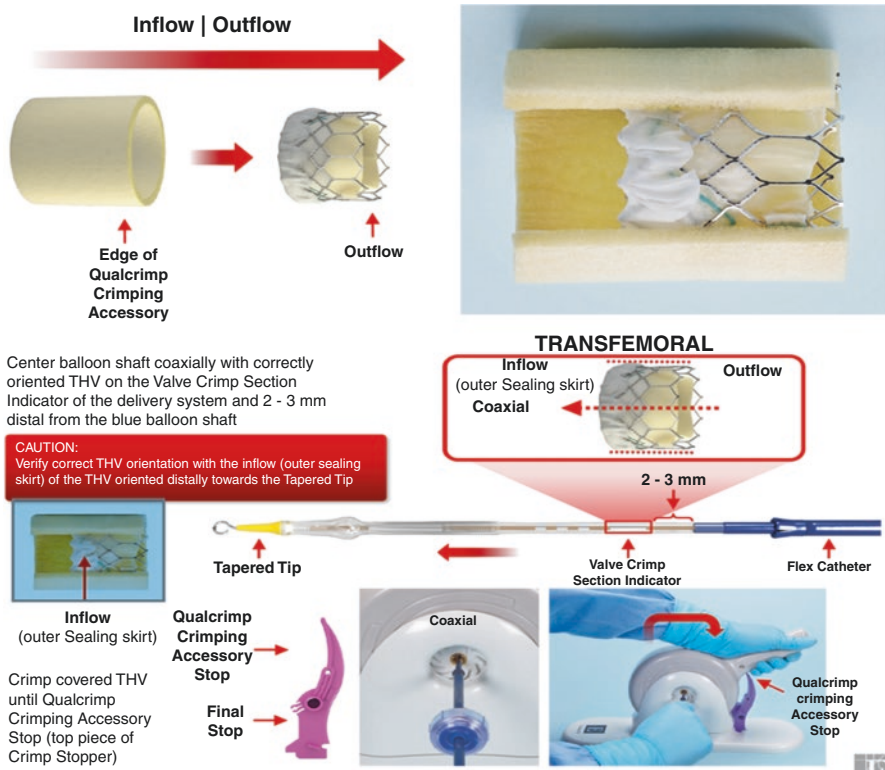 Inflow | Outflow
Edge of
Qualcrimp
Crimping
Accessory
Outflow
Center balloon shaft coaxially with correctly
oriented THV on the Valve Crimp Section
Indicator of the delivery system and 2 - 3 mm
distal from the blue balloon shaft
CAUTION:
Verify correct THV orientation with the inflow (outer sealing
skirt) of the THV oriented distally towards the Tapered Tip
TRANSFEMORAL
Inflow
(outer Sealing skirt)
Coaxial
Outflow
2 - 3 mm
Tapered Tip
Valve Crimp
Section Indicator
Flex Catheter
Inflow
(outer Sealing skirt)
Crimp covered THV
until Qualcrimp
Crimping Accessory
Stop (top piece of
Crimp Stopper)
Qualcrimp
Crimping
Accessory
Stop
Final
Stop
Coaxial
Qualcrimp
crimping
Accessory
Stop